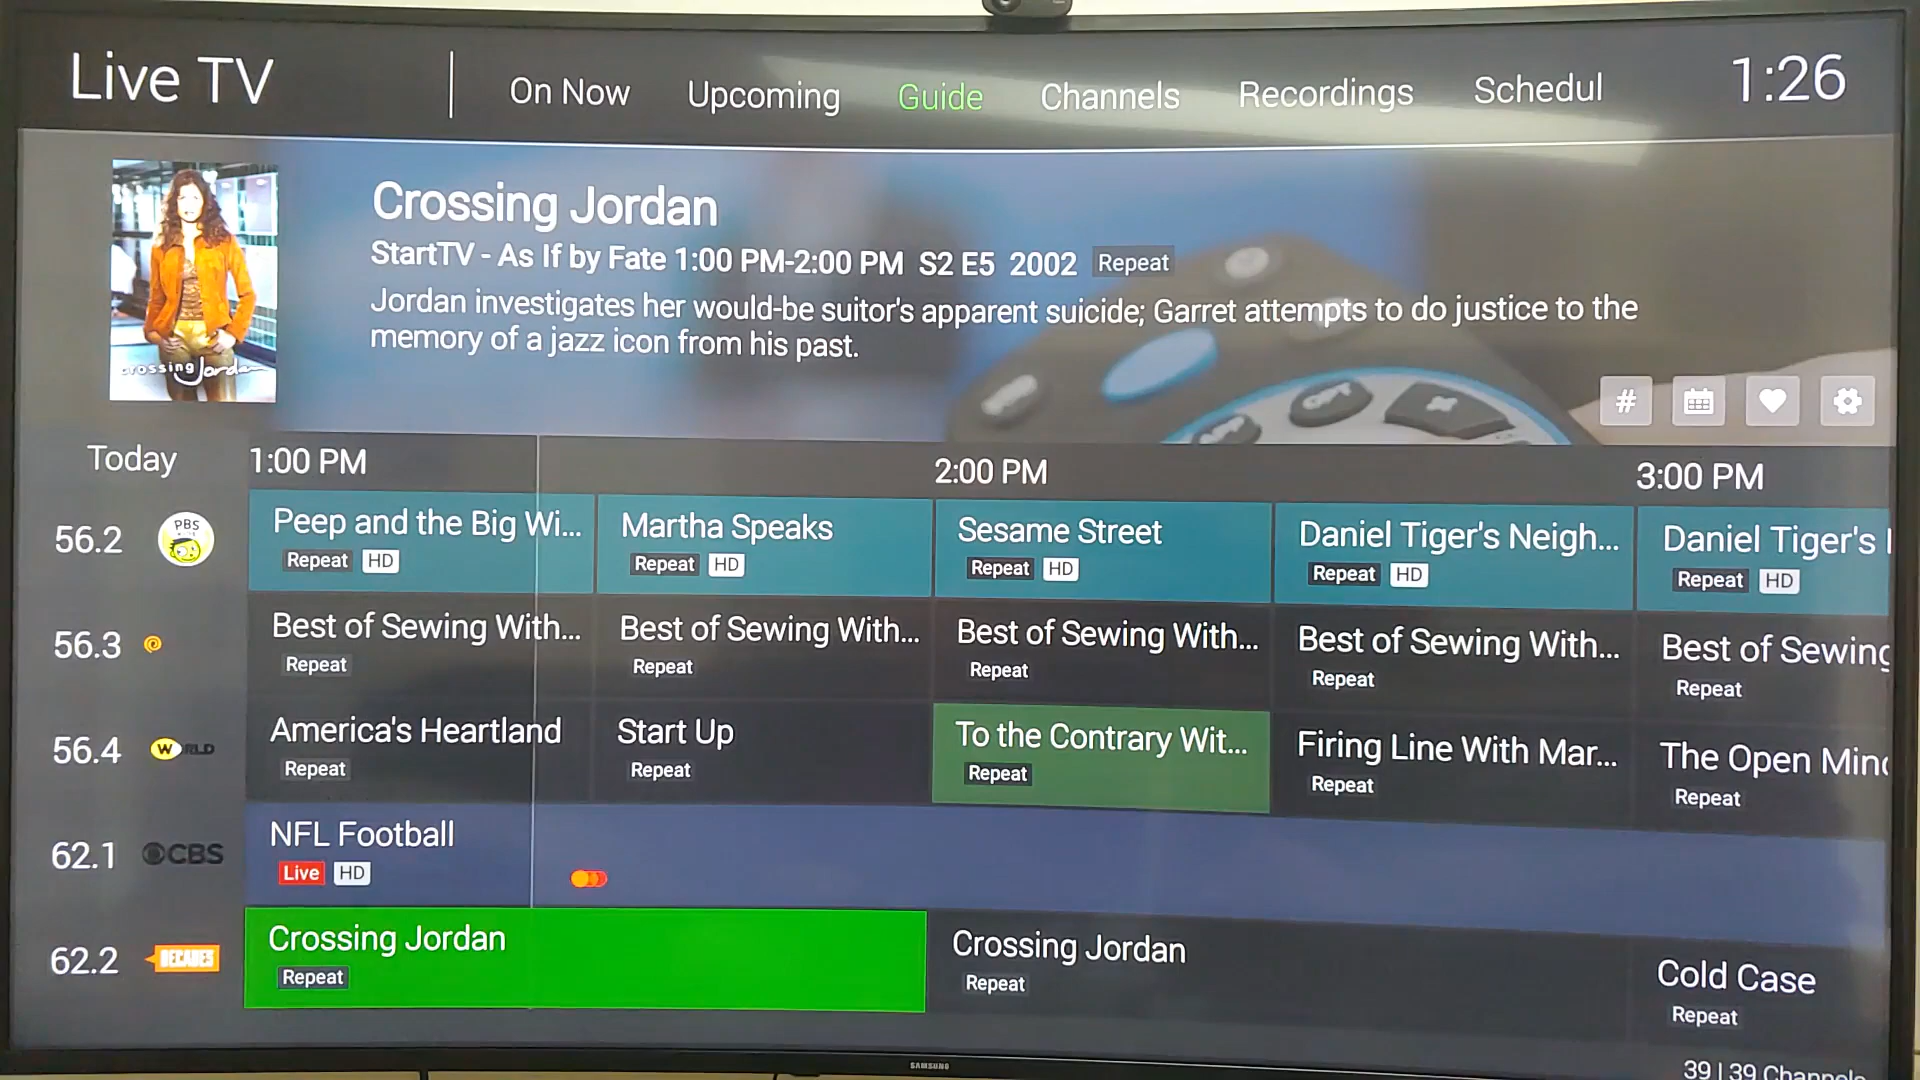 Live TV
On Now
Upcoming
Guide
Channels
Recordings
Schedul
1:26
Crossing Jordan
StartTV - As If by Fate 1:00 PM-2:00 PM S2 E5 2002 Repeat
Jordan investigates her would-be suitor's apparent suicide; Garret attempts to do justice to the
memory of a jazz icon from his past.
crossing Jordan
#
Today
1:00 PM
2:00 PM
3:00 PM
56.2
PBS
Peep and the Big Wi...
Repeat HD
Martha Speaks
Repeat HD
Sesame Street
Repeat HD
Daniel Tiger's Neigh...
Repeat HD
Daniel Tiger's
Repeat HD
56.3
Best of Sewing With...
Repeat
Best of Sewing With...
Repeat
Best of Sewing With...
Repeat
Best of Sewing With...
Repeat
Best of Sewing
Repeat
56.4
WORLD
America's Heartland
Repeat
Start Up
Repeat
To the Contrary Wit...
Repeat
Firing Line With Mar...
Repeat
The Open Mind
Repeat
62.1
CBS
NFL Football
Live HD
62.2
DECADES
Crossing Jordan
Repeat
Crossing Jordan
Repeat
Cold Case
Repeat
39 | 39 Channels
SAMSUNG